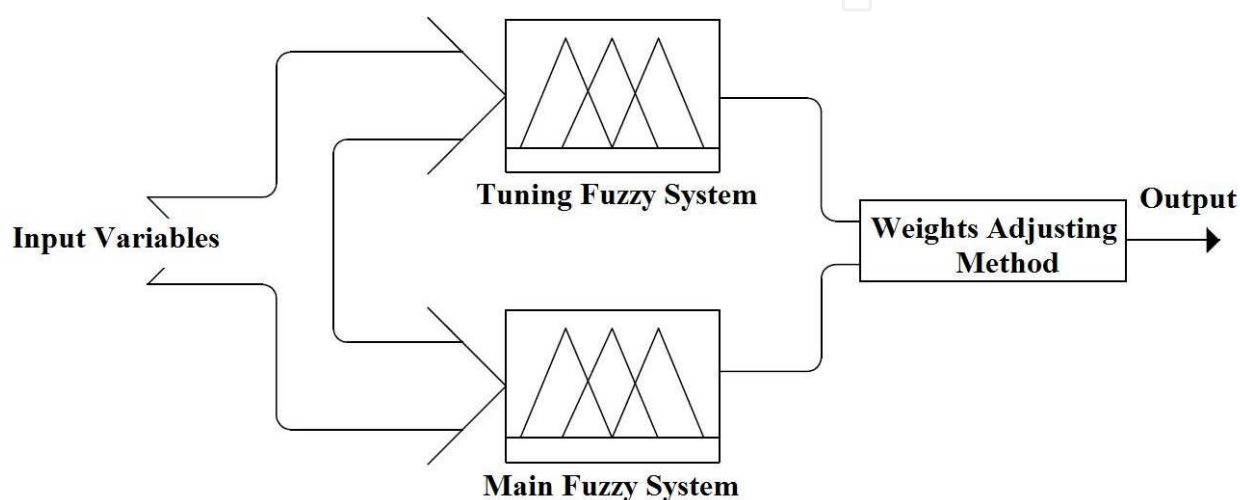 Tuning Fuzzy System
Input Variables
Weights Adjusting
Method
Output
Main Fuzzy System